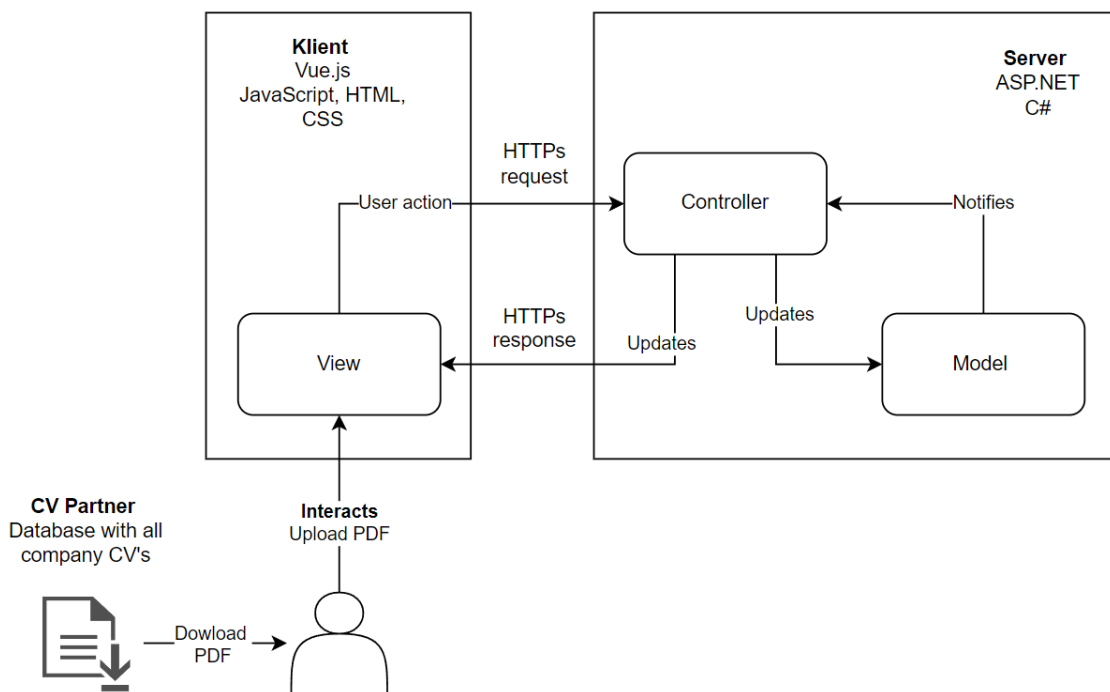 Klient
Vue.js
JavaScript, HTML,
CSS
Server
ASP.NET
C#
HTTPs
request
User action
Controller
Notifies
HTTPs
response
Updates
Updates
View
Model
CV Partner
Database with all
company CV's
Interacts
Upload PDF
Dowload
PDF